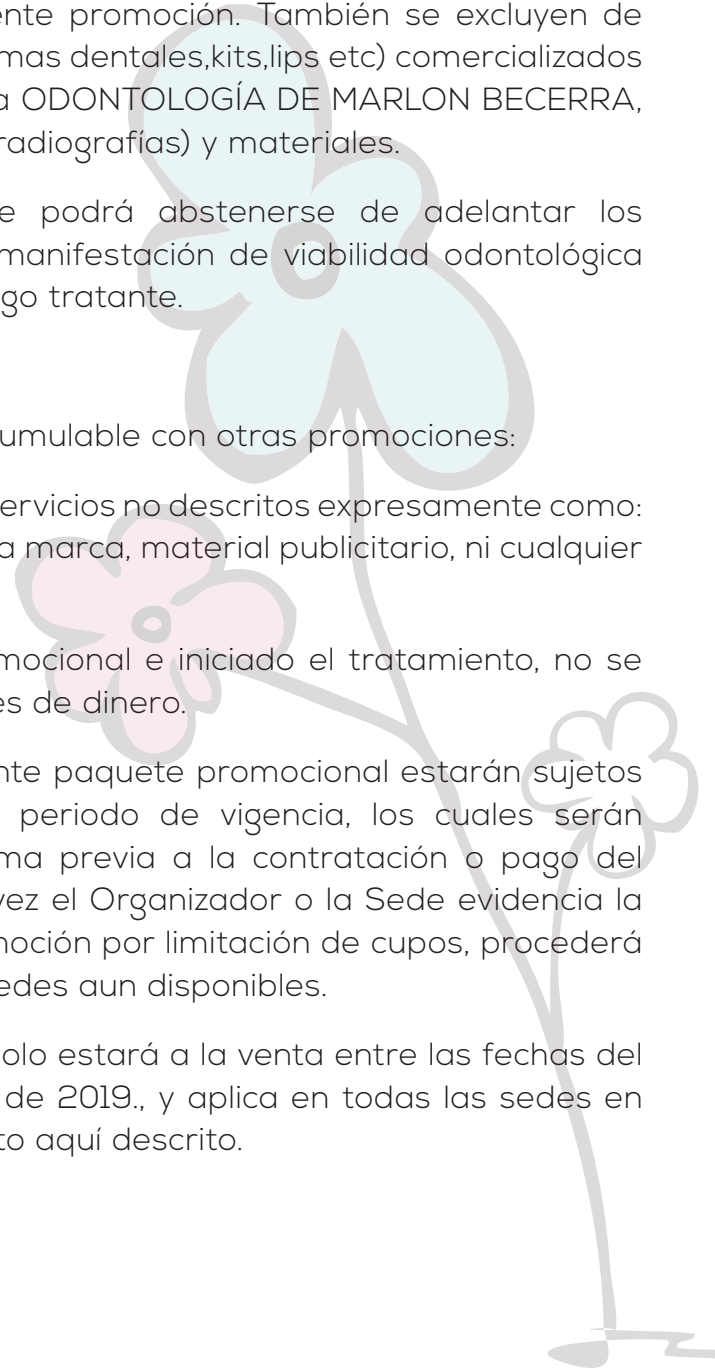 ente promoción. También se excluyen de
mas dentales,kits,lips etc) comercializados
a ODONTOLOGÍA DE MARLON BECERRA,
radiografías) y materiales.
e podrá abstenerse de adelantar los
manifestación de viabilidad odontológica
go tratante.
umulable con otras promociones:
ervicios no descritos expresamente como:
a marca, material publicitario, ni cualquier
mocional e iniciado el tratamiento, no se
es de dinero.
nte paquete promocional estarán sujetos
periodo de vigencia, los cuales serán
ma previa a la contratación o pago del
vez el Organizador o la Sede evidencia la
moción por limitación de cupos, procederá
edes aun disponibles.
olo estará a la venta entre las fechas del
de 2019., y aplica en todas las sedes en
to aquí descrito.